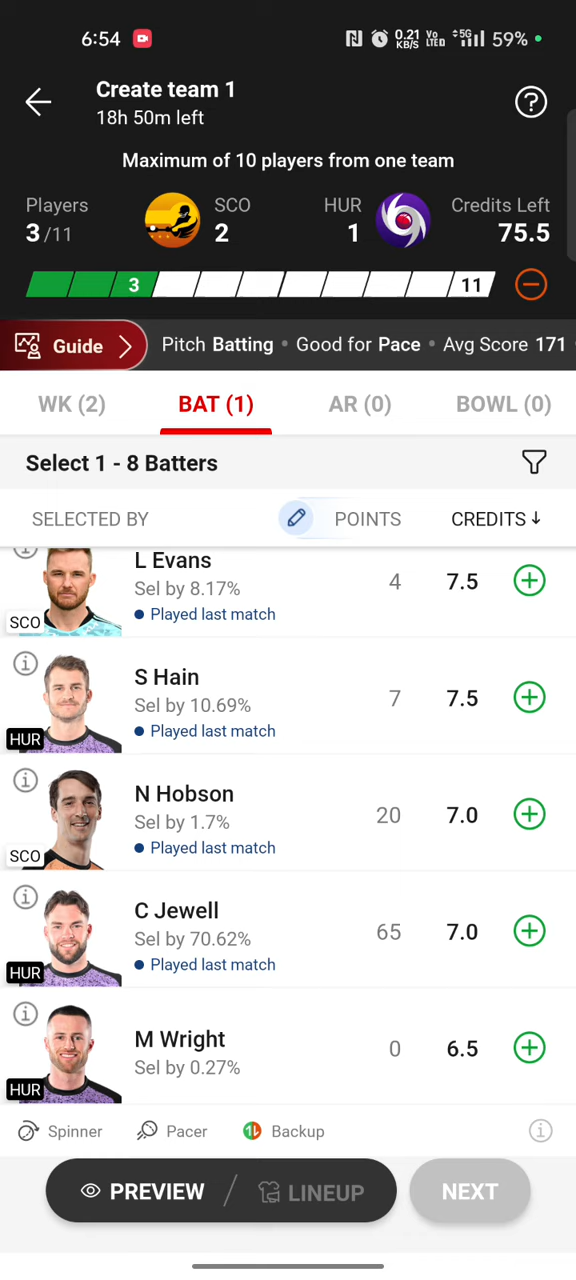 6:54 0.21 KB/S Vo LTED 5G 59%
Create team 1
18h 50m left
Maximum of 10 players from one team
Players SCO HUR Credits Left
3/11 2 1 75.5
3 11
Guide Pitch Batting • Good for Pace • Avg Score 171
WK (2) BAT (1) AR (0) BOWL (0)
Select 1 - 8 Batters
SELECTED BY POINTS CREDITS ↓
L Evans
Sel by 8.17% 4 7.5
SCO • Played last match
S Hain
Sel by 10.69% 7 7.5
HUR • Played last match
N Hobson
Sel by 1.7% 20 7.0
SCO • Played last match
C Jewell
Sel by 70.62% 65 7.0
HUR • Played last match
M Wright
Sel by 0.27% 0 6.5
HUR
Spinner Pacer Backup
PREVIEW / LINEUP NEXT